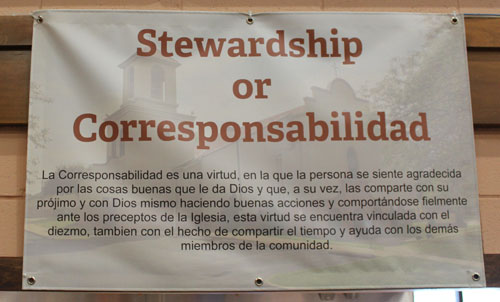 Stewardship
or
Corresponsabilidad
La Corresponsabilidad es una virtud, en la que la persona se siente agradecida
por las cosas buenas que le da Dios y que, a su vez, las comparte con su
prójimo y con Dios mismo haciendo buenas acciones y comportándose fielmente
ante los preceptos de la Iglesia, esta virtud se encuentra vinculada con el
diezmo, tambien con el hecho de compartir el tiempo y ayuda con los demás
miembros de la comunidad.